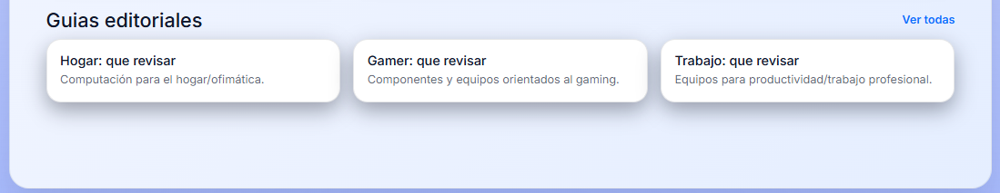 Guias editoriales
Ver todas
Hogar: que revisar
Computación para el hogar/ofimática.
Gamer: que revisar
Componentes y equipos orientados al gaming.
Trabajo: que revisar
Equipos para productividad/trabajo profesional.